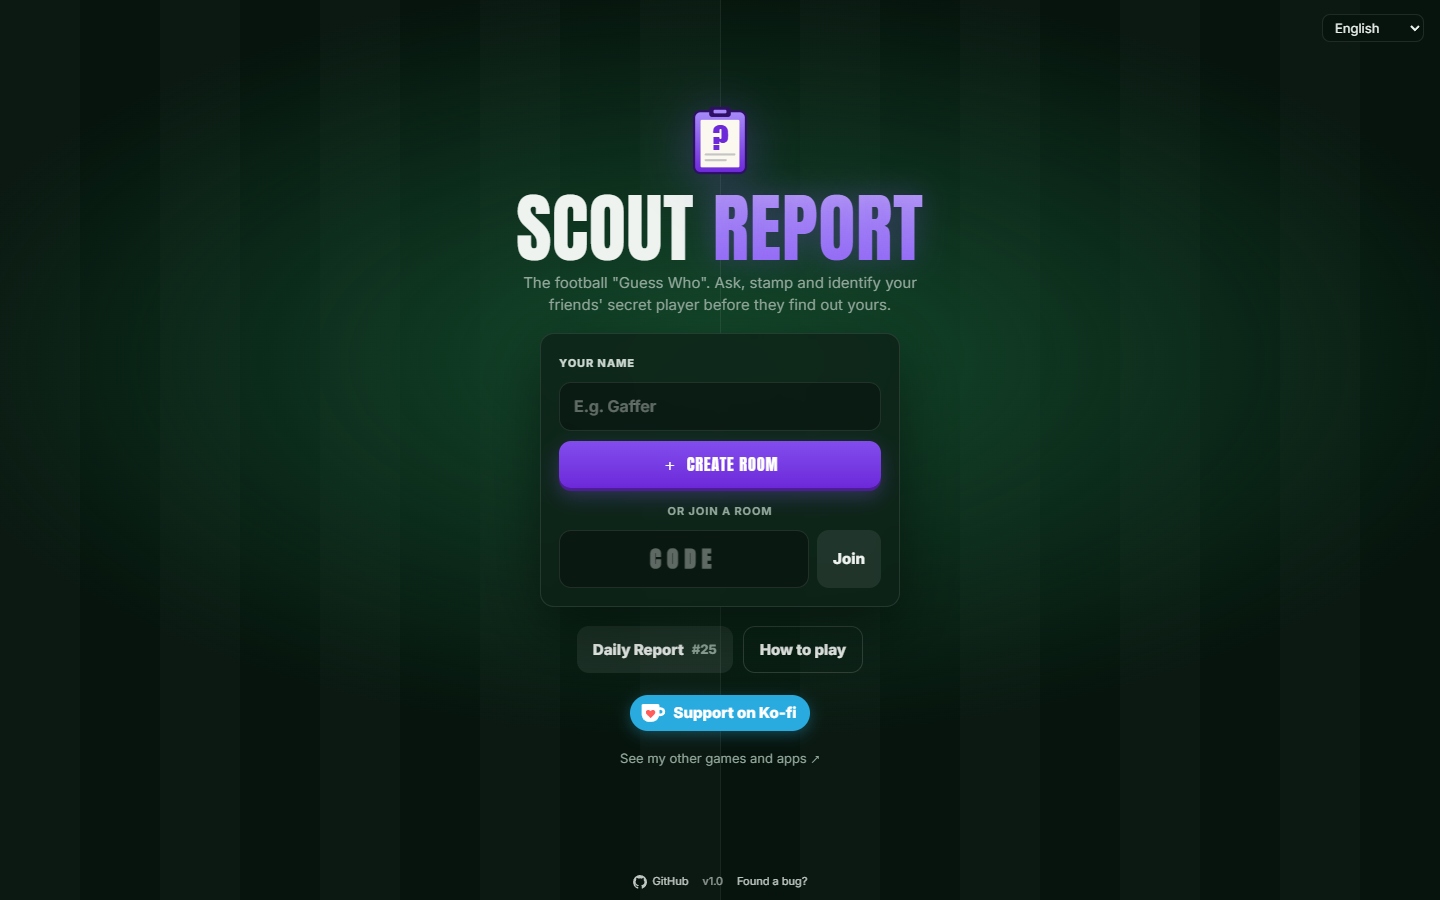 English
?
SCOUT REPORT
The football "Guess Who". Ask, stamp and identify your
friends' secret player before they find out yours.
YOUR NAME
E.g. Gaffer
+ CREATE ROOM
OR JOIN A ROOM
CODE
Join
Daily Report #25
How to play
Support on Ko-fi
See my other games and apps ↗
GitHub v1.0 Found a bug?